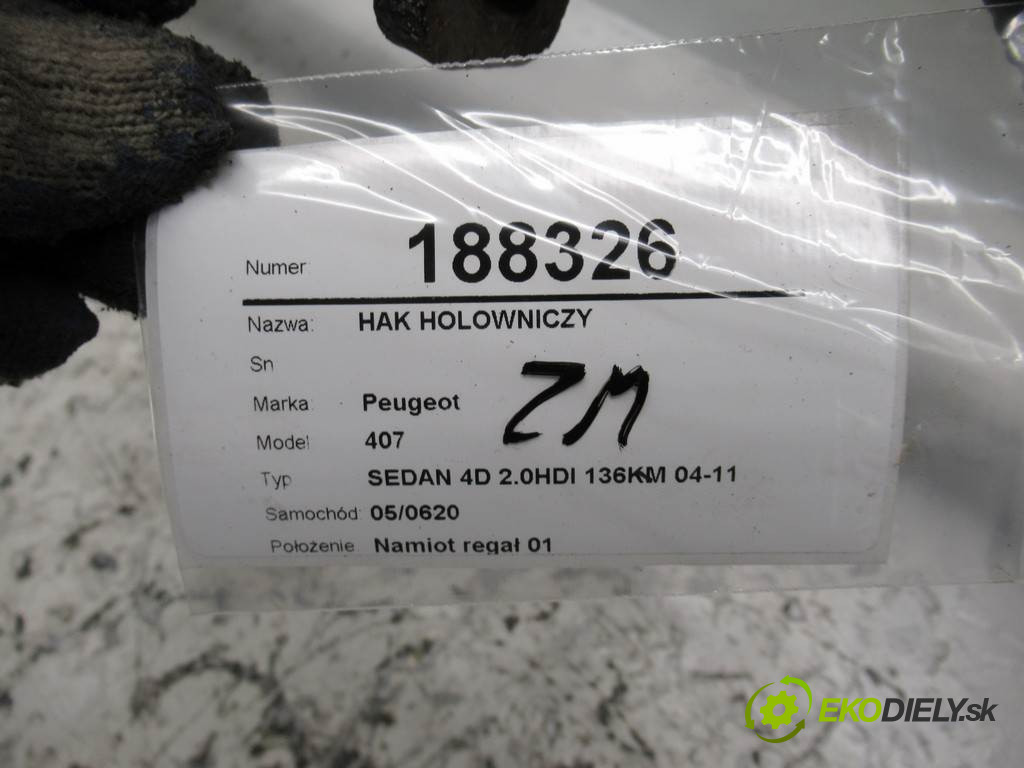 Numer 188326
Nazwa: HAK HOLOWNICZY
Sn
Marka Peugeot
ZM
Model 407
Typ SEDAN 4D 2.0HDI 136KM 04-11
Samochód: 05/0620
Położenie Namiot regał 01
EKODIELY.sk